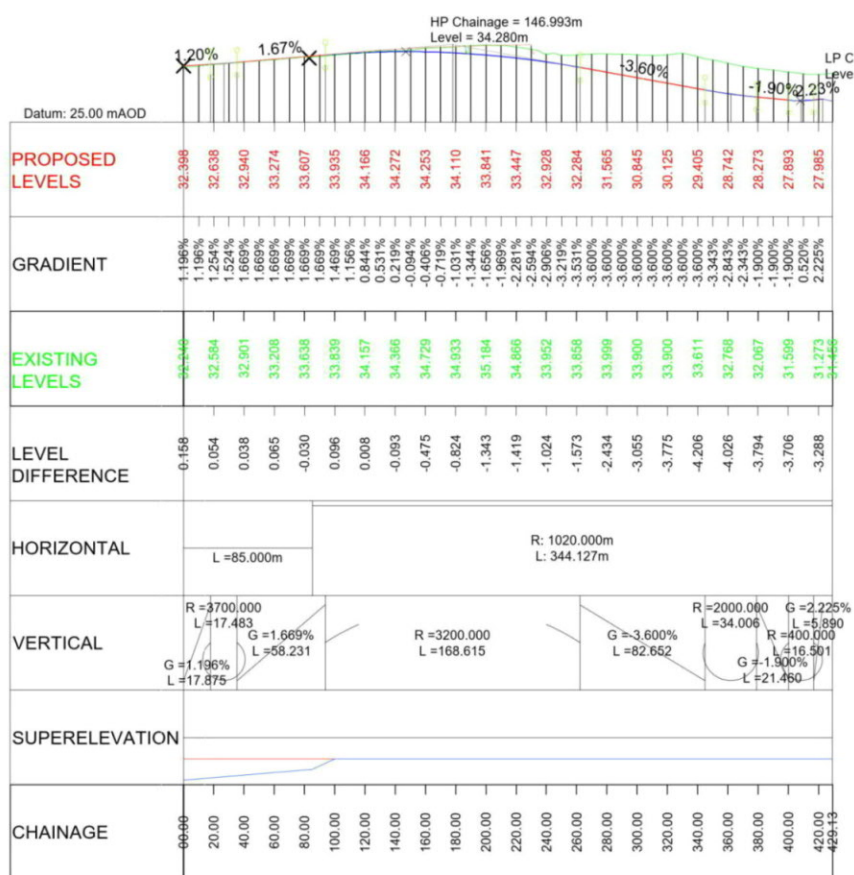 HP Chainage = 146.993m
Level = 34.280m
1.20%
1.67%
-3.60%
-1.90%
2.23%
LP C
Leve
Datum: 25.00 mAOD
PROPOSED
LEVELS
32.398 32.638 32.940 33.274 33.607 33.935 34.166 34.272 34.253 34.110 33.841 33.447 32.928 32.284 31.565 30.845 30.125 29.405 28.742 28.273 27.893 27.985
GRADIENT
1.196% 1.196% 1.254% 1.524% 1.669% 1.669% 1.669% 1.669% 1.669% 1.669% 1.469% 1.156% 0.844% 0.531% 0.219% -0.094% -0.406% -0.719% -1.031% -1.344% -1.656% -1.969% -2.281% -2.594% -2.906% -3.219% -3.531% -3.600% -3.600% -3.600% -3.600% -3.600% -3.600% -3.600% -3.343% -2.843% -2.343% -1.900% -1.900% -1.900% 0.520% 2.225%
EXISTING
LEVELS
32.240 32.584 32.901 33.208 33.638 33.839 34.157 34.366 34.729 34.933 35.184 34.866 33.952 33.858 33.999 33.900 33.900 33.611 32.768 32.067 31.599 31.273
LEVEL
DIFFERENCE
0.158 0.054 0.038 0.065 -0.030 0.096 0.008 -0.093 -0.475 -0.824 -1.343 -1.419 -1.024 -1.573 -2.434 -3.055 -3.775 -4.206 -4.026 -3.794 -3.706 -3.288
HORIZONTAL
L =85.000m
R: 1020.000m
L: 344.127m
VERTICAL
G =1.196%
L =17.875
R =3700.000
L =17.483
G =1.669%
L =58.231
R =3200.000
L =168.615
G =-3.600%
L =82.652
R =2000.000
L =34.006
G =-1.900%
L =21.460
R =400.000
L =16.501
G =2.225%
L =5.890
SUPERELEVATION
CHAINAGE
00.00 20.00 40.00 60.00 80.00 100.00 120.00 140.00 160.00 180.00 200.00 220.00 240.00 260.00 280.00 300.00 320.00 340.00 360.00 380.00 400.00 420.00 429.13